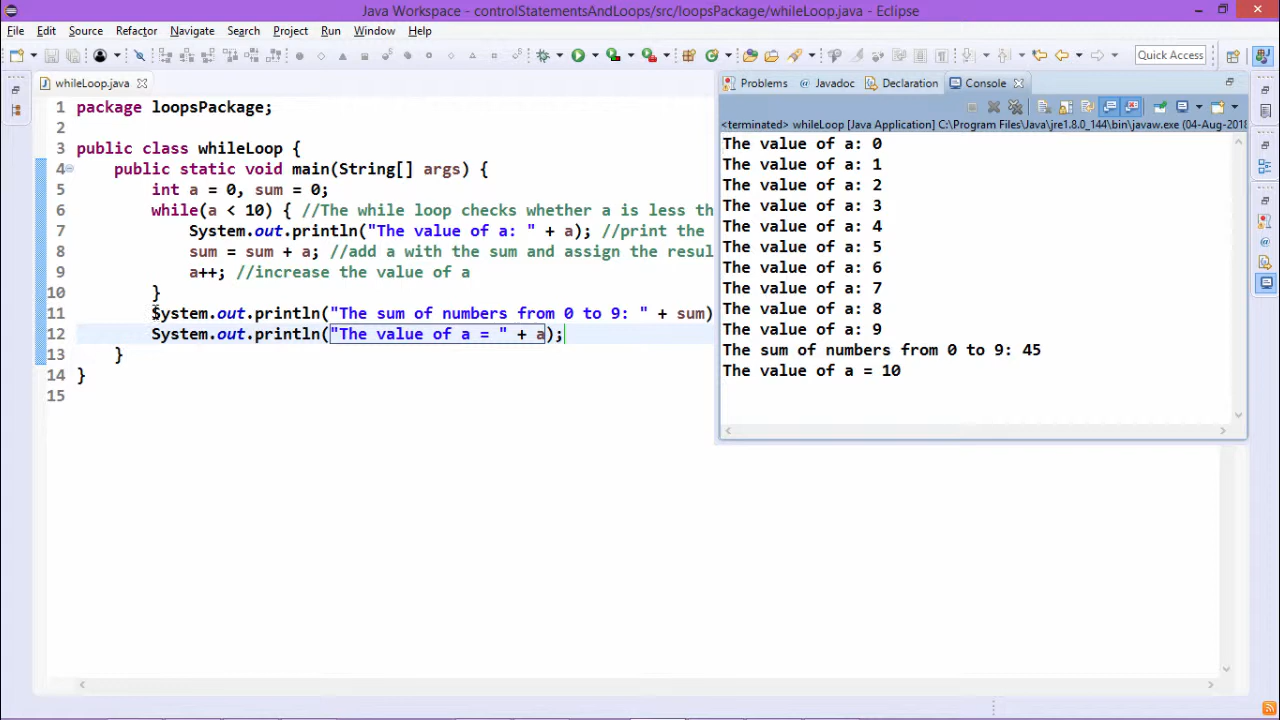 Java Workspace - controlStatementsAndLoops/src/loopsPackage/whileLoop.java - Eclipse
File Edit Source Refactor Navigate Search Project Run Window Help
Quick Access
whileLoop.java
1 package loopsPackage;
2
3 public class whileLoop {
4 public static void main(String[] args) {
5 int a = 0, sum = 0;
6 while(a < 10) { //The while loop checks whether a is less th
7 System.out.println("The value of a: " + a); //print the
8 sum = sum + a; //add a with the sum and assign the resul
9 a++; //increase the value of a
10 }
11 System.out.println("The sum of numbers from 0 to 9: " + sum)
12 System.out.println("The value of a = " + a);
13 }
14 }
15
Problems @ Javadoc Declaration Console
<terminated> whileLoop [Java Application] C:\Program Files\Java\jre1.8.0_144\bin\javaw.exe (04-Aug-2018
The value of a: 0
The value of a: 1
The value of a: 2
The value of a: 3
The value of a: 4
The value of a: 5
The value of a: 6
The value of a: 7
The value of a: 8
The value of a: 9
The sum of numbers from 0 to 9: 45
The value of a = 10